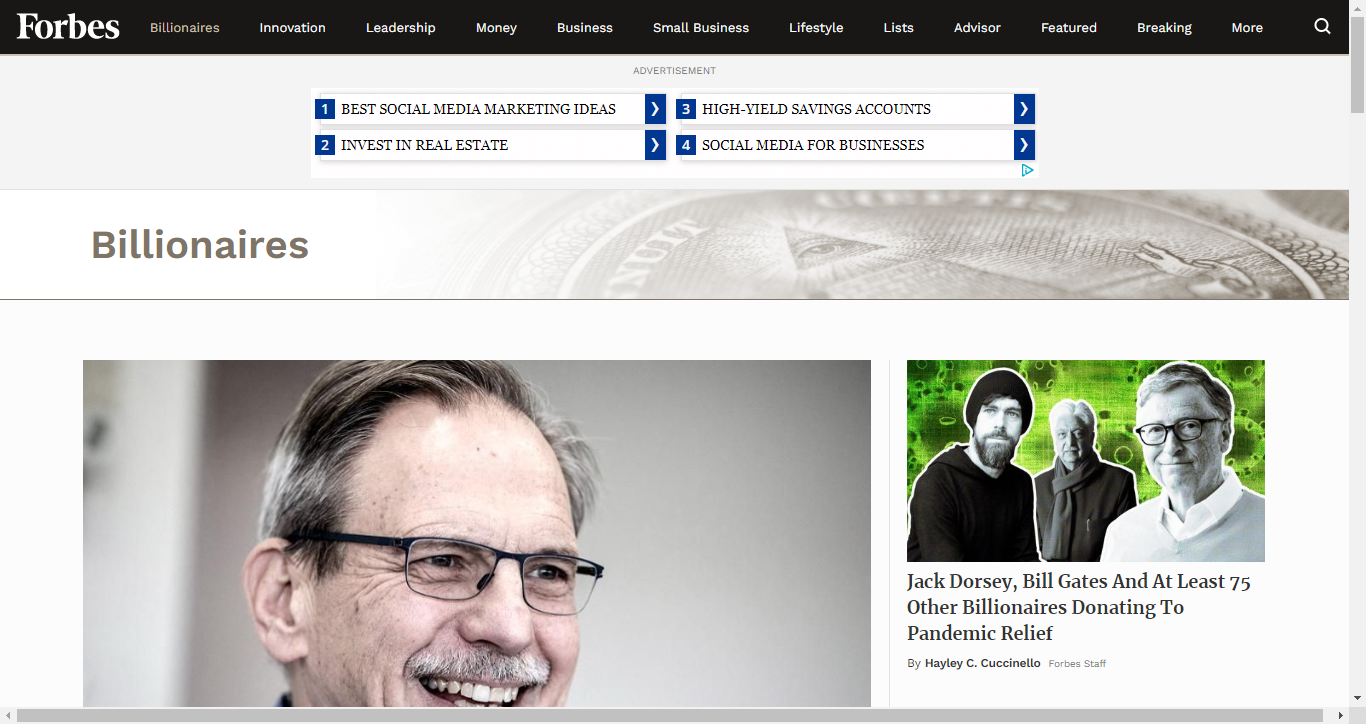 Forbes
Billionaires Innovation Leadership Money Business Small Business Lifestyle Lists Advisor Featured Breaking More
ADVERTISEMENT
1 BEST SOCIAL MEDIA MARKETING IDEAS ❯ 3 HIGH-YIELD SAVINGS ACCOUNTS ❯
2 INVEST IN REAL ESTATE ❯ 4 SOCIAL MEDIA FOR BUSINESSES ❯
Billionaires
Jack Dorsey, Bill Gates And At Least 75
Other Billionaires Donating To
Pandemic Relief
By Hayley C. Cuccinello Forbes Staff